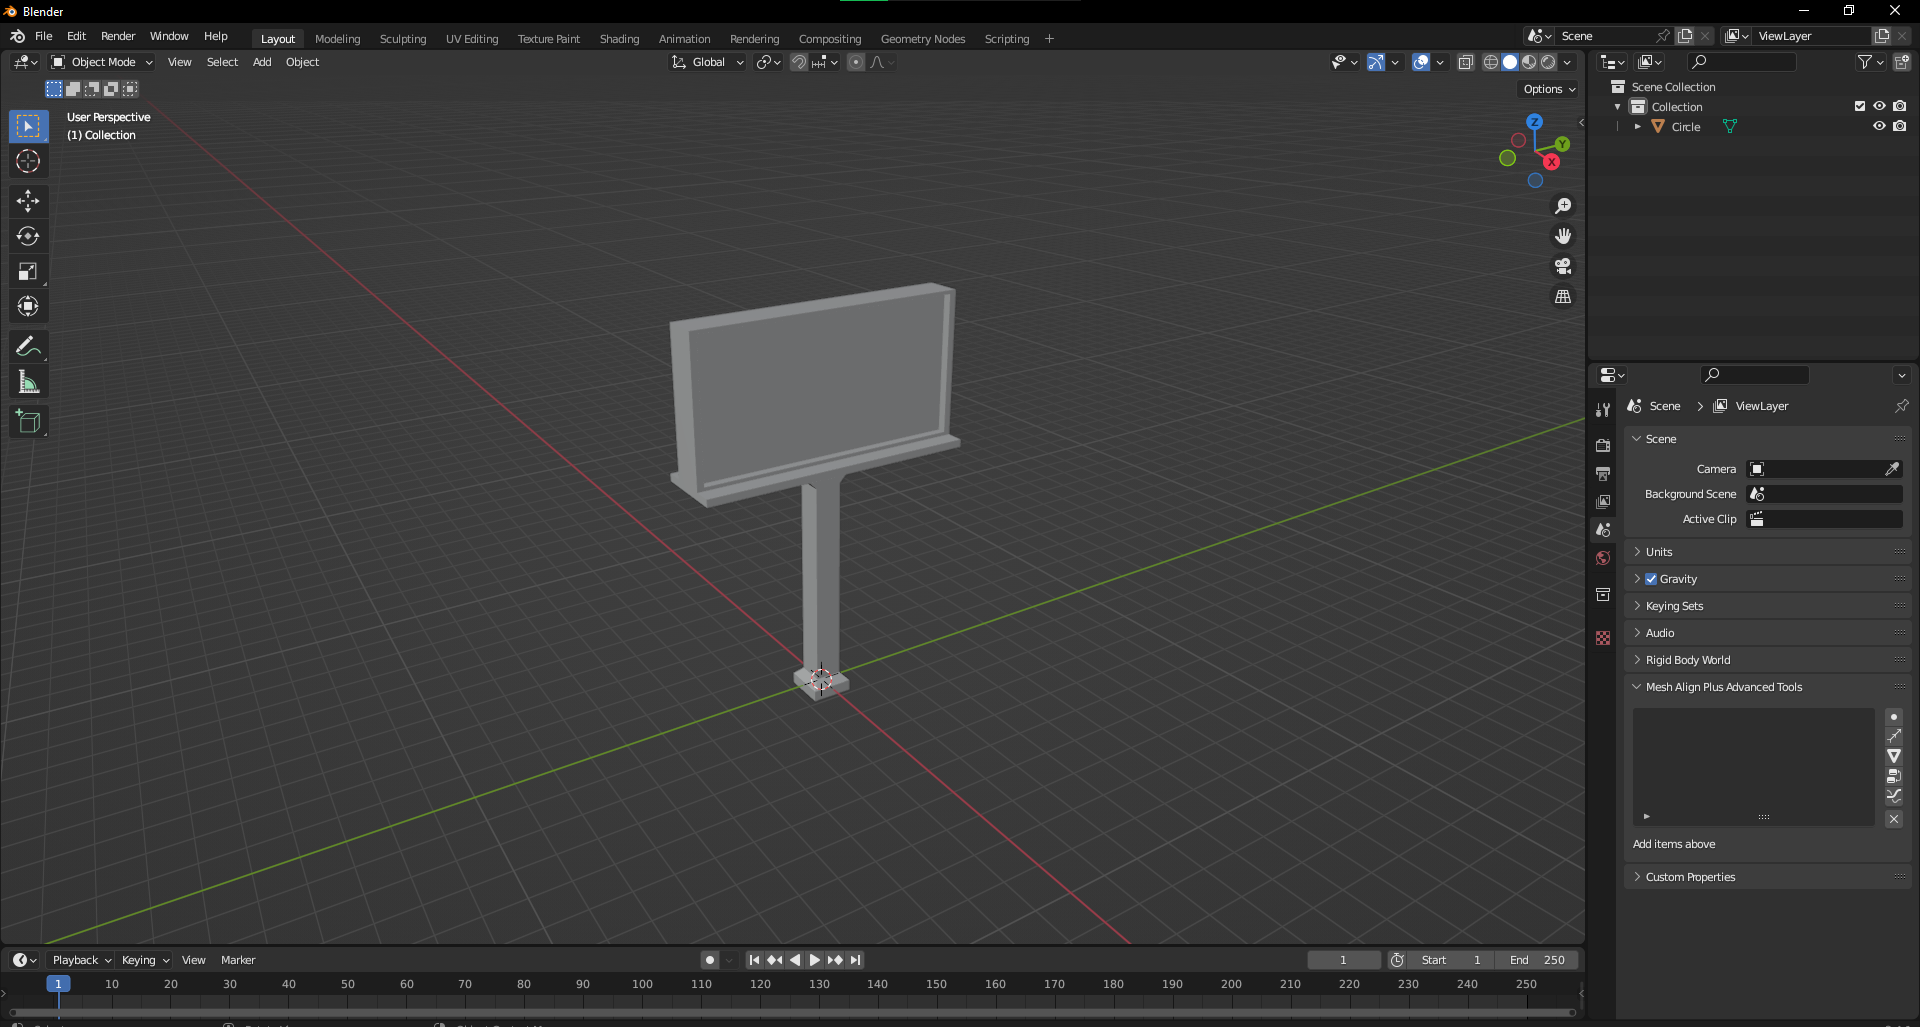 Blender
File Edit Render Window Help Layout Modeling Sculpting UV Editing Texture Paint Shading Animation Rendering Compositing Geometry Nodes Scripting + Scene ViewLayer
Object Mode View Select Add Object Global
Options
User Perspective
(1) Collection
Z
Y
X
Scene Collection
Collection
Circle
Scene > ViewLayer
Scene
Camera
Background Scene
Active Clip
Units
Gravity
Keying Sets
Audio
Rigid Body World
Mesh Align Plus Advanced Tools
Add items above
Custom Properties
Playback Keying View Marker 1 Start 1 End 250
1 10 20 30 40 50 60 70 80 90 100 110 120 130 140 150 160 170 180 190 200 210 220 230 240 250